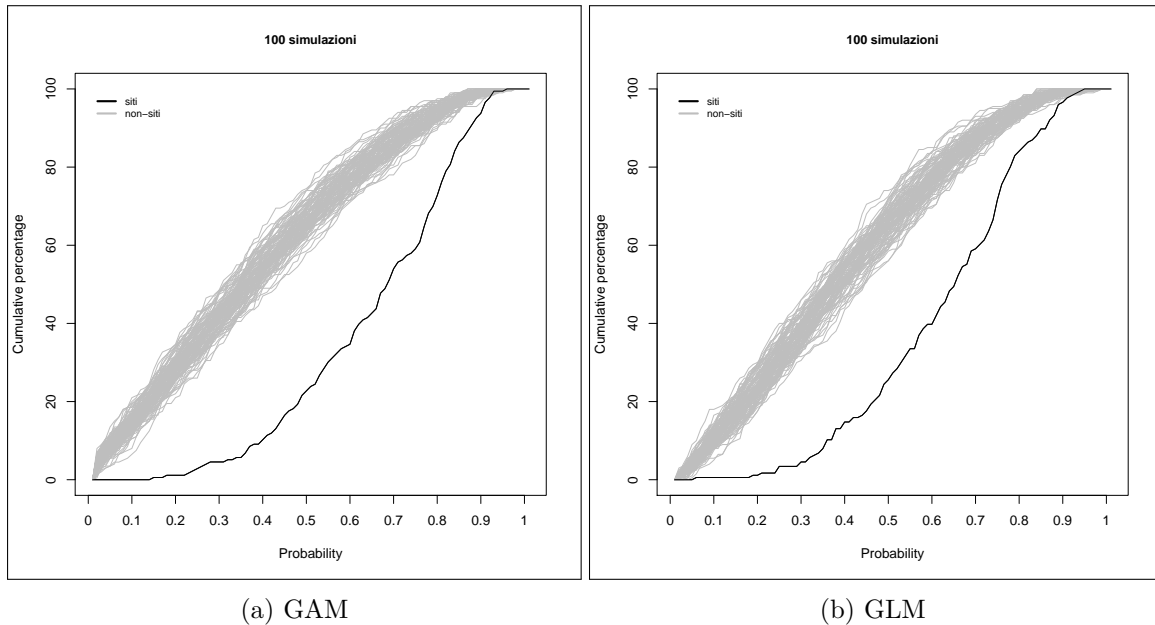 100 simulazioni
siti
non−siti
Cumulative percentage
0 20 40 60 80 100
0 0.1 0.2 0.3 0.4 0.5 0.6 0.7 0.8 0.9 1
Probability
(a) GAM
100 simulazioni
siti
non−siti
Cumulative percentage
0 20 40 60 80 100
0 0.1 0.2 0.3 0.4 0.5 0.6 0.7 0.8 0.9 1
Probability
(b) GLM